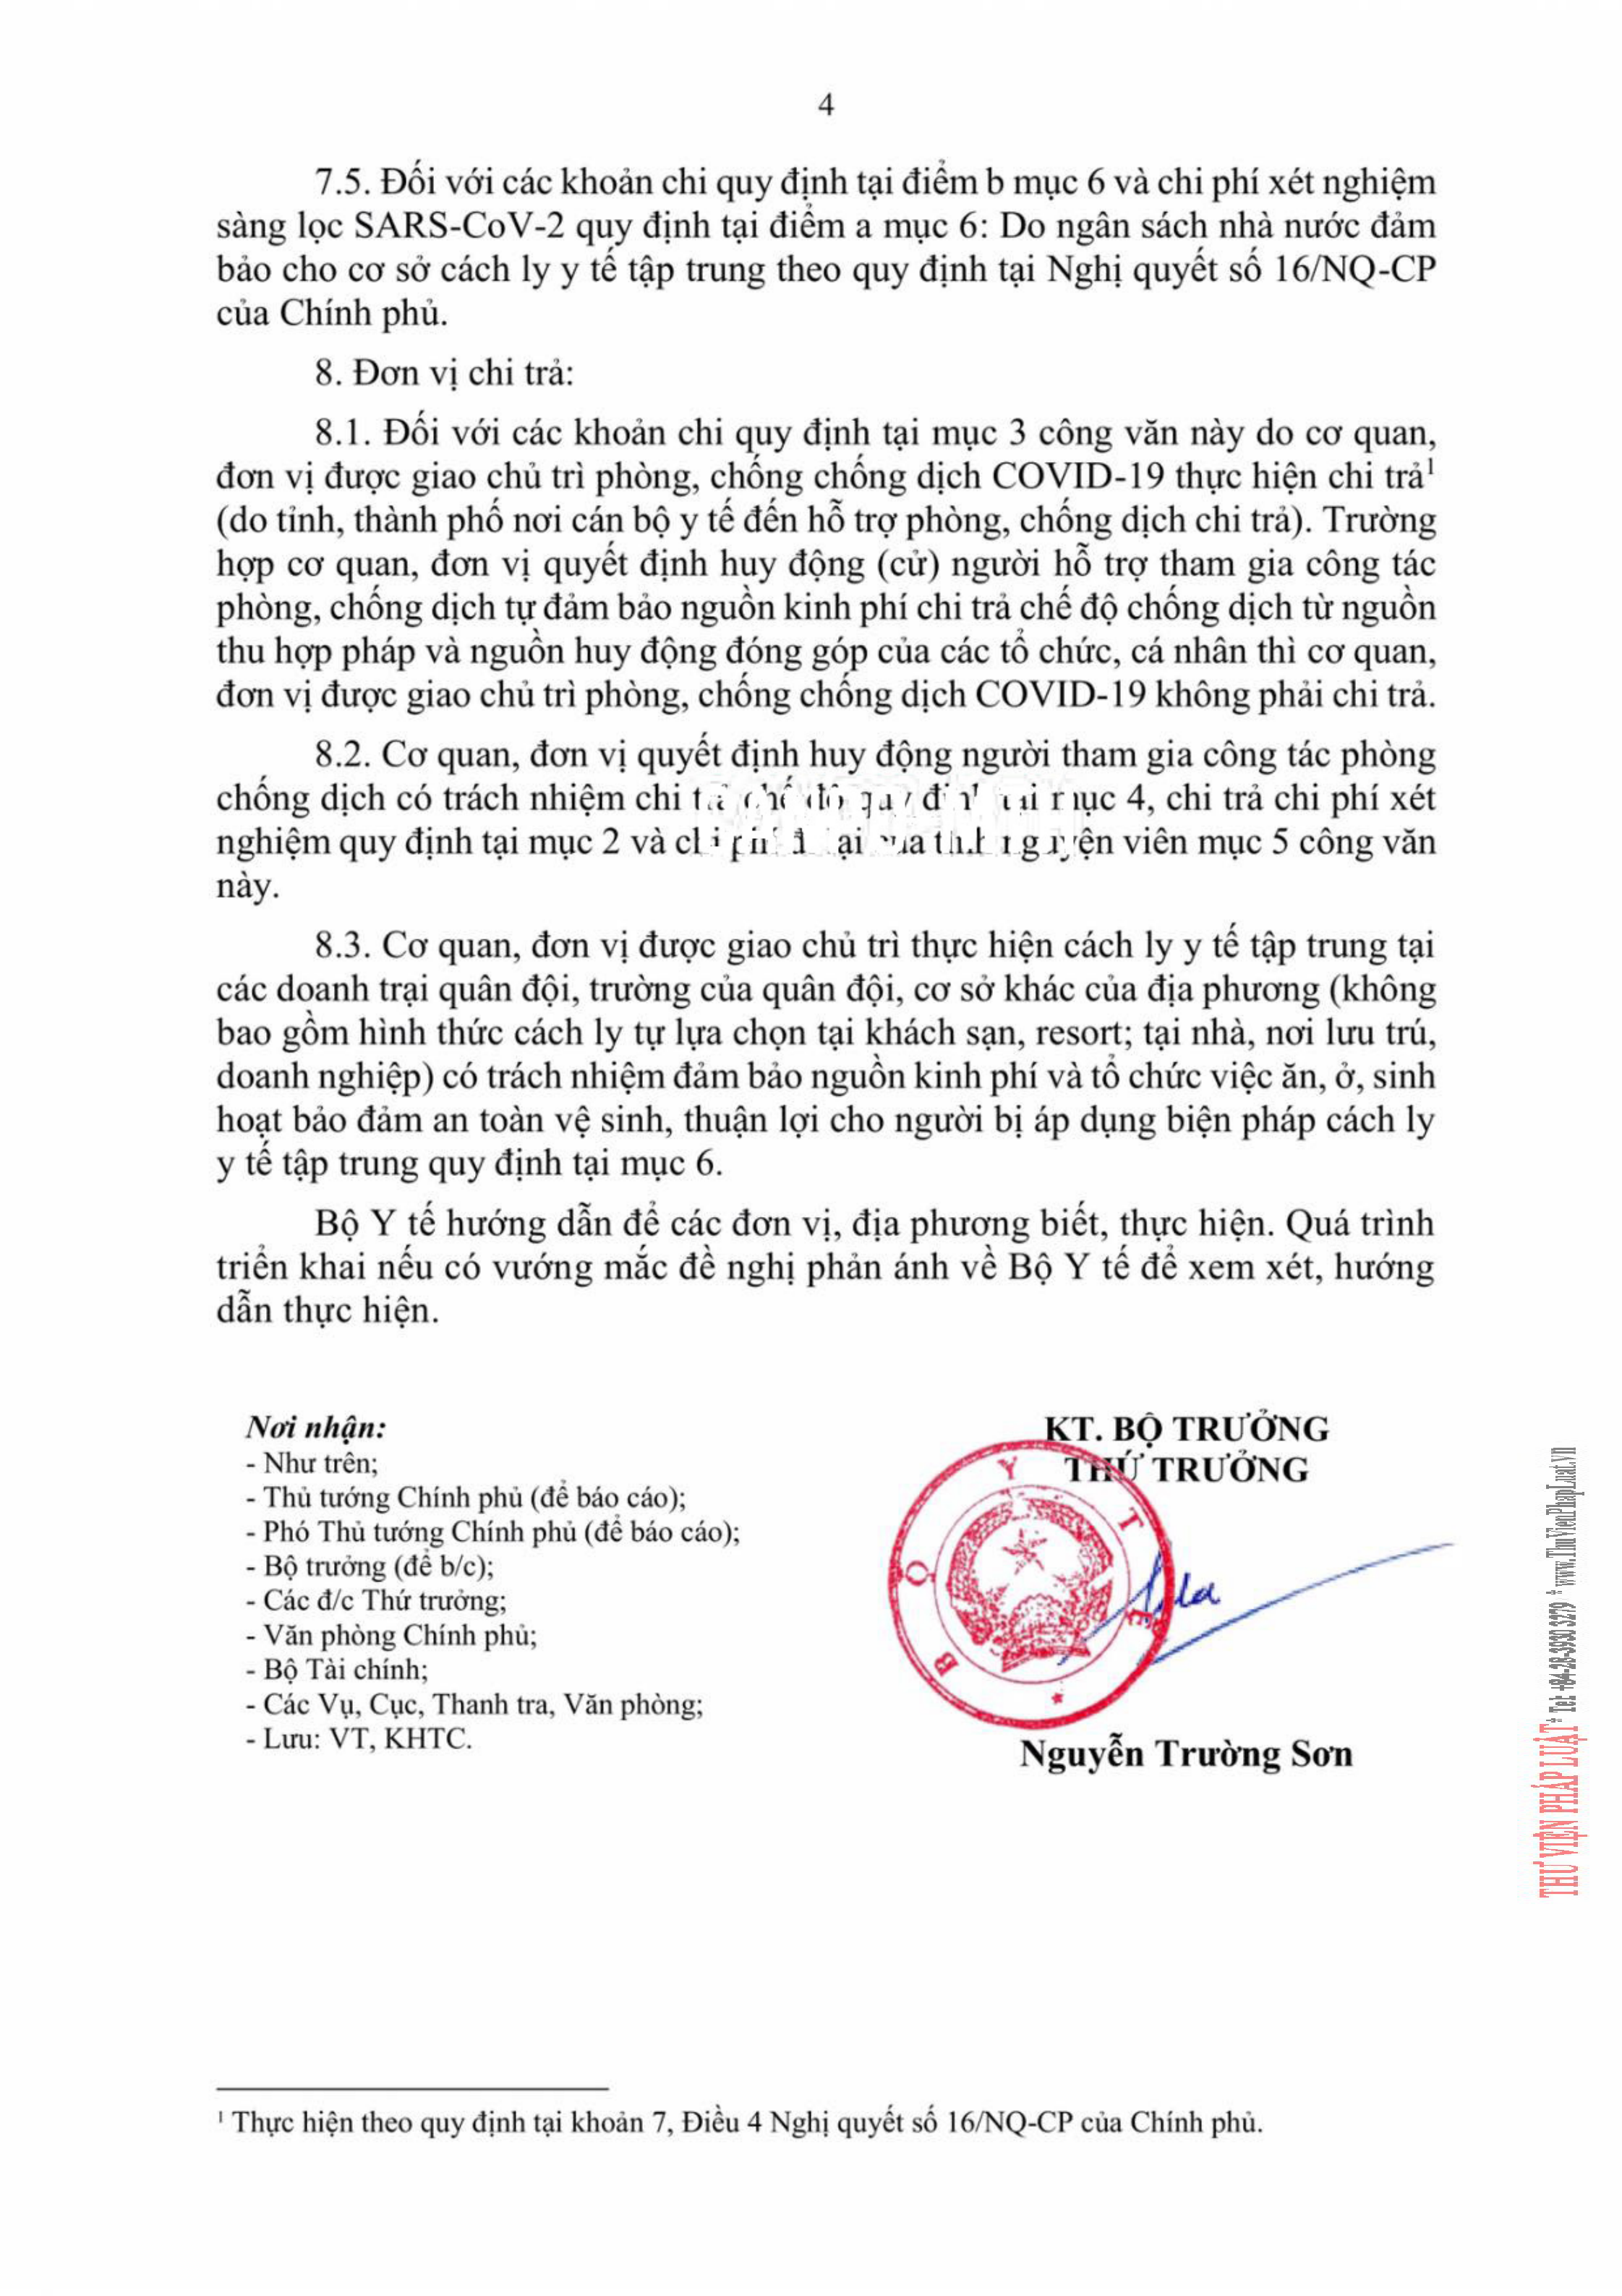 4
7.5. Đối với các khoản chi quy định tại điểm b mục 6 và chi phí xét nghiệm
sàng lọc SARS-CoV-2 quy định tại điểm a mục 6: Do ngân sách nhà nước đảm
bảo cho cơ sở cách ly y tế tập trung theo quy định tại Nghị quyết số 16/NQ-CP
của Chính phủ.
8. Đơn vị chi trả:
8.1. Đối với các khoản chi quy định tại mục 3 công văn này do cơ quan,
đơn vị được giao chủ trì phòng, chống chống dịch COVID-19 thực hiện chi trả¹
(do tỉnh, thành phố nơi cán bộ y tế đến hỗ trợ phòng, chống dịch chi trả). Trường
hợp cơ quan, đơn vị quyết định huy động (cử) người hỗ trợ tham gia công tác
phòng, chống dịch tự đảm bảo nguồn kinh phí chi trả chế độ chống dịch từ nguồn
thu hợp pháp và nguồn huy động đóng góp của các tổ chức, cá nhân thì cơ quan,
đơn vị được giao chủ trì phòng, chống chống dịch COVID-19 không phải chi trả.
8.2. Cơ quan, đơn vị quyết định huy động người tham gia công tác phòng
chống dịch có trách nhiệm chi trả chế độ quy định tại mục 4, chi trả chi phí xét
nghiệm quy định tại mục 2 và chi phí đi lại của tình nguyện viên mục 5 công văn
này.
8.3. Cơ quan, đơn vị được giao chủ trì thực hiện cách ly y tế tập trung tại
các doanh trại quân đội, trường của quân đội, cơ sở khác của địa phương (không
bao gồm hình thức cách ly tự lựa chọn tại khách sạn, resort; tại nhà, nơi lưu trú,
doanh nghiệp) có trách nhiệm đảm bảo nguồn kinh phí và tổ chức việc ăn, ở, sinh
hoạt bảo đảm an toàn vệ sinh, thuận lợi cho người bị áp dụng biện pháp cách ly
y tế tập trung quy định tại mục 6.
Bộ Y tế hướng dẫn để các đơn vị, địa phương biết, thực hiện. Quá trình
triển khai nếu có vướng mắc đề nghị phản ánh về Bộ Y tế để xem xét, hướng
dẫn thực hiện.
Nơi nhận:
- Như trên;
- Thủ tướng Chính phủ (để báo cáo);
- Phó Thủ tướng Chính phủ (để báo cáo);
- Bộ trưởng (để b/c);
- Các đ/c Thứ trưởng;
- Văn phòng Chính phủ;
- Bộ Tài chính;
- Các Vụ, Cục, Thanh tra, Văn phòng;
- Lưu: VT, KHTC.
KT. BỘ TRƯỞNG
THỨ TRƯỞNG
BỘ Y TẾ
Nguyễn Trường Sơn
THƯ VIỆN PHÁP LUẬT * Tel: +84-28-3930 3279 * www.ThuVienPhapLuat.vn
¹ Thực hiện theo quy định tại khoản 7, Điều 4 Nghị quyết số 16/NQ-CP của Chính phủ.